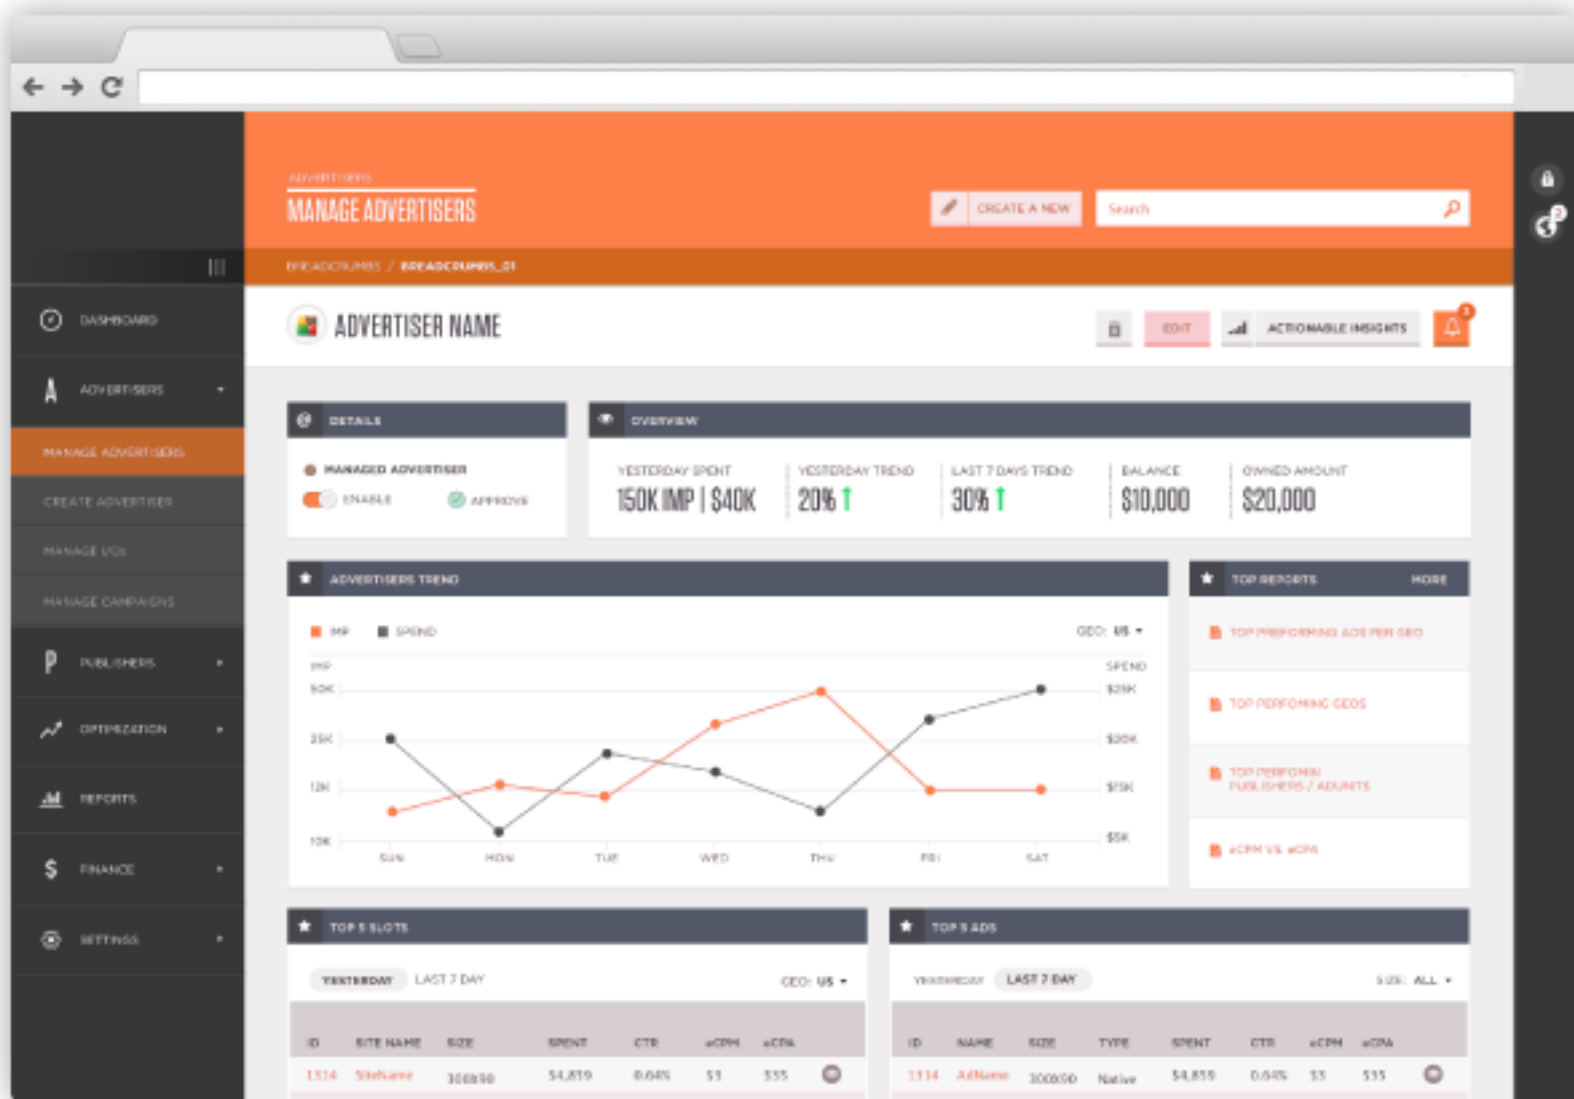 ADVERTISERS
MANAGE ADVERTISERS
CREATE A NEW
Search
BREADCRUMBS / BREADCRUMBS_01
DASHBOARD
ADVERTISERS
MANAGE ADVERTISERS
CREATE ADVERTISER
MANAGE I/Os
MANAGE CAMPAIGNS
PUBLISHERS
OPTIMIZATION
REPORTS
FINANCE
SETTINGS
ADVERTISER NAME
EDIT
ACTIONABLE INSIGHTS
3
DETAILS
MANAGED ADVERTISER
ENABLE
APPROVE
OVERVIEW
YESTERDAY SPENT
150K IMP | $40K
YESTERDAY TREND
20%
LAST 7 DAYS TREND
30%
BALANCE
$10,000
OWNED AMOUNT
$20,000
ADVERTISERS TREND
IMP
SPEND
GEO: US
IMP
SPEND
50K
$25K
25K
$20K
12K
$15K
10K
$5K
SUN MON TUE WED THU FRI SAT
TOP REPORTS
MORE
TOP PREFORMING ADS PER GEO
TOP PERFOMING GEOS
TOP PERFOMIN
PUBLISHERS / ADUNITS
eCPM VS. eCPA
TOP 5 SLOTS
YESTERDAY LAST 7 DAY
GEO: US
ID SITE NAME SIZE SPENT CTR eCPM eCPA
1314 SiteName 300X90 $4,859 0.64% $3 $35
TOP 5 ADS
YESTERDAY LAST 7 DAY
SIZE: ALL
ID NAME SIZE TYPE SPENT CTR eCPM eCPA
1314 AdName 300X90 Native $4,859 0.64% $3 $35